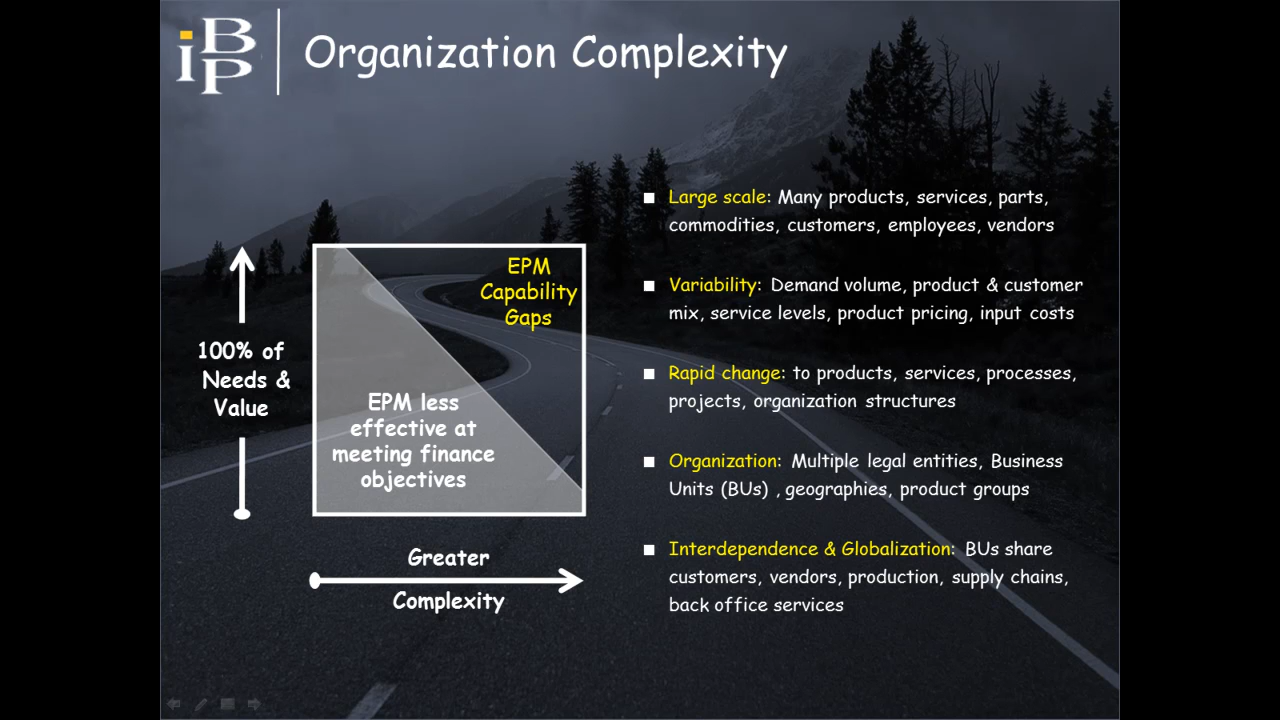 iBP
Organization Complexity
Large scale: Many products, services, parts,
commodities, customers, employees, vendors
Variability: Demand volume, product & customer
mix, service levels, product pricing, input costs
Rapid change: to products, services, processes,
projects, organization structures
Organization: Multiple legal entities, Business
Units (BUs) , geographies, product groups
Interdependence & Globalization: BUs share
customers, vendors, production, supply chains,
back office services
100% of
Needs &
Value
EPM
Capability
Gaps
EPM less
effective at
meeting finance
objectives
Greater
Complexity